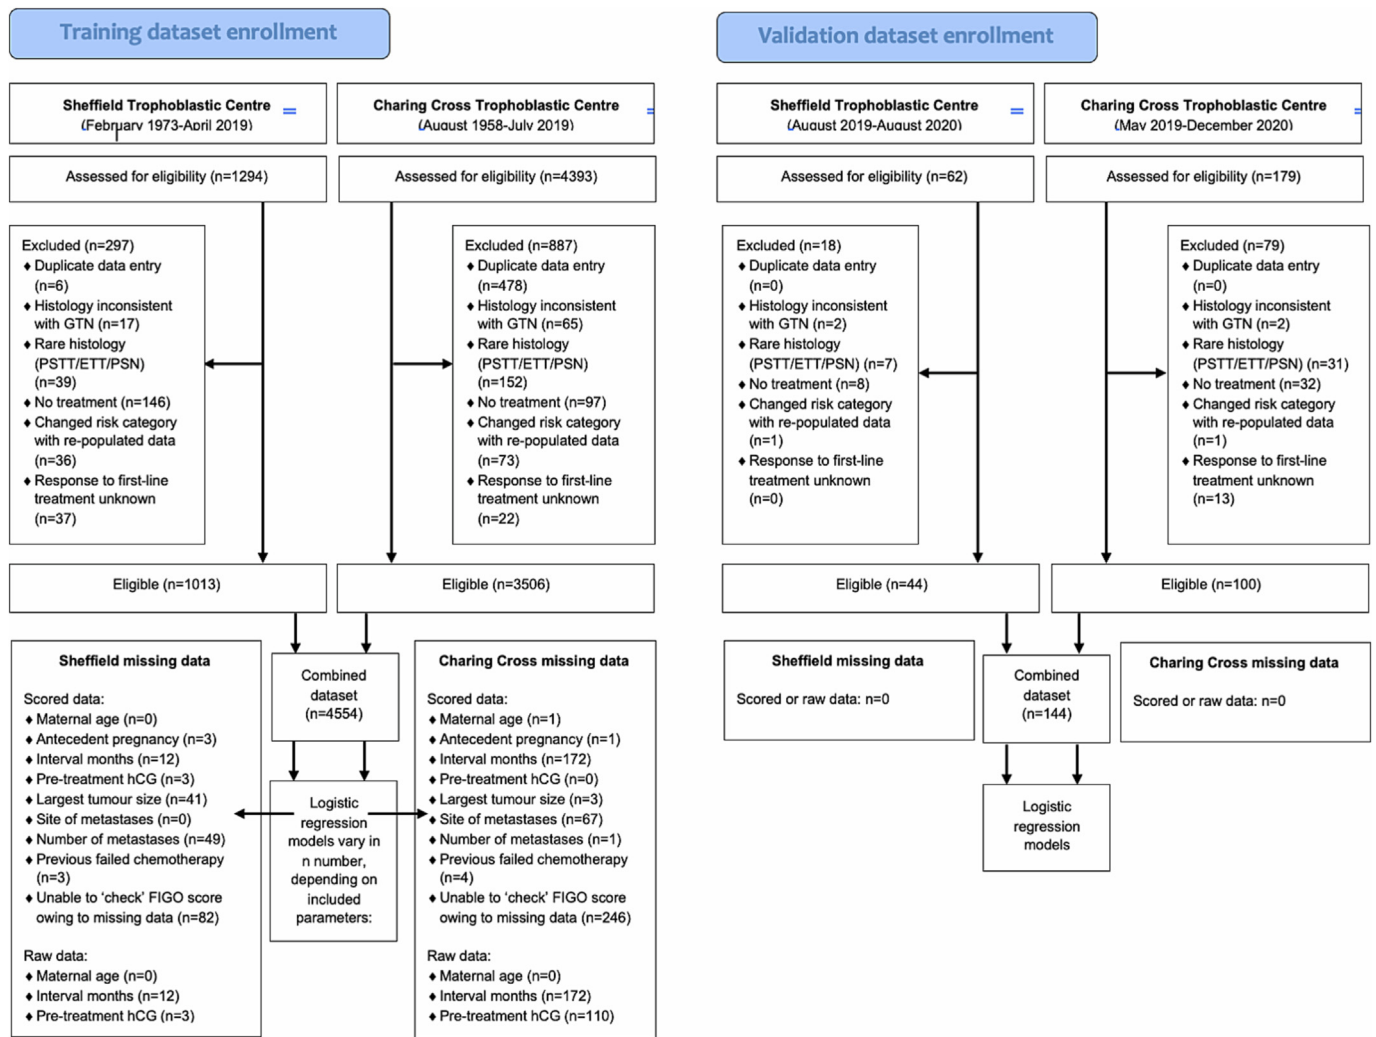 Training dataset enrollment
Sheffield Trophoblastic Centre
(February 1973-April 2019)
Charing Cross Trophoblastic Centre
(August 1958-July 2019)
Assessed for eligibility (n=1294)
Assessed for eligibility (n=4393)
Excluded (n=297)
♦ Duplicate data entry
(n=6)
♦ Histology inconsistent
with GTN (n=17)
♦ Rare histology
(PSTT/ETT/PSN)
(n=39)
♦ No treatment (n=146)
♦ Changed risk category
with re-populated data
(n=36)
♦ Response to first-line
treatment unknown
(n=37)
Excluded (n=887)
♦ Duplicate data entry
(n=478)
♦ Histology inconsistent
with GTN (n=65)
♦ Rare histology
(PSTT/ETT/PSN)
(n=152)
♦ No treatment (n=97)
♦ Changed risk category
with re-populated data
(n=73)
♦ Response to first-line
treatment unknown
(n=22)
Eligible (n=1013)
Eligible (n=3506)
Sheffield missing data
Scored data:
♦ Maternal age (n=0)
♦ Antecedent pregnancy (n=3)
♦ Interval months (n=12)
♦ Pre-treatment hCG (n=3)
♦ Largest tumour size (n=41)
♦ Site of metastases (n=0)
♦ Number of metastases (n=49)
♦ Previous failed chemotherapy
(n=3)
♦ Unable to ‘check’ FIGO score
owing to missing data (n=82)
Raw data:
♦ Maternal age (n=0)
♦ Interval months (n=12)
♦ Pre-treatment hCG (n=3)
Combined
dataset
(n=4554)
Logistic
regression
models vary in
n number,
depending on
included
parameters:
Charing Cross missing data
Scored data:
♦ Maternal age (n=1)
♦ Antecedent pregnancy (n=1)
♦ Interval months (n=172)
♦ Pre-treatment hCG (n=0)
♦ Largest tumour size (n=3)
♦ Site of metastases (n=67)
♦ Number of metastases (n=1)
♦ Previous failed chemotherapy
(n=4)
♦ Unable to ‘check’ FIGO score
owing to missing data (n=246)
Raw data:
♦ Maternal age (n=0)
♦ Interval months (n=172)
♦ Pre-treatment hCG (n=110)
Validation dataset enrollment
Sheffield Trophoblastic Centre
(August 2019-August 2020)
Charing Cross Trophoblastic Centre
(May 2019-December 2020)
Assessed for eligibility (n=62)
Assessed for eligibility (n=179)
Excluded (n=18)
♦ Duplicate data entry
(n=0)
♦ Histology inconsistent
with GTN (n=2)
♦ Rare histology
(PSTT/ETT/PSN) (n=7)
♦ No treatment (n=8)
♦ Changed risk category
with re-populated data
(n=1)
♦ Response to first-line
treatment unknown
(n=0)
Excluded (n=79)
♦ Duplicate data entry
(n=0)
♦ Histology inconsistent
with GTN (n=2)
♦ Rare histology
(PSTT/ETT/PSN) (n=31)
♦ No treatment (n=32)
♦ Changed risk category
with re-populated data
(n=1)
♦ Response to first-line
treatment unknown
(n=13)
Eligible (n=44)
Eligible (n=100)
Sheffield missing data
Scored or raw data: n=0
Combined
dataset
(n=144)
Charing Cross missing data
Scored or raw data: n=0
Logistic
regression
models